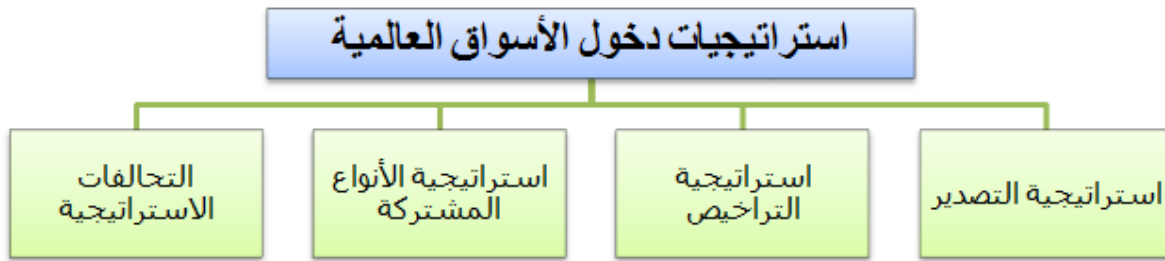 استراتيجيات دخول الأسواق العالمية
استراتيجية التصدير
استراتيجية
التراخيص
استراتيجية الأنواع
المشتركة
التحالفات
الاستراتيجية